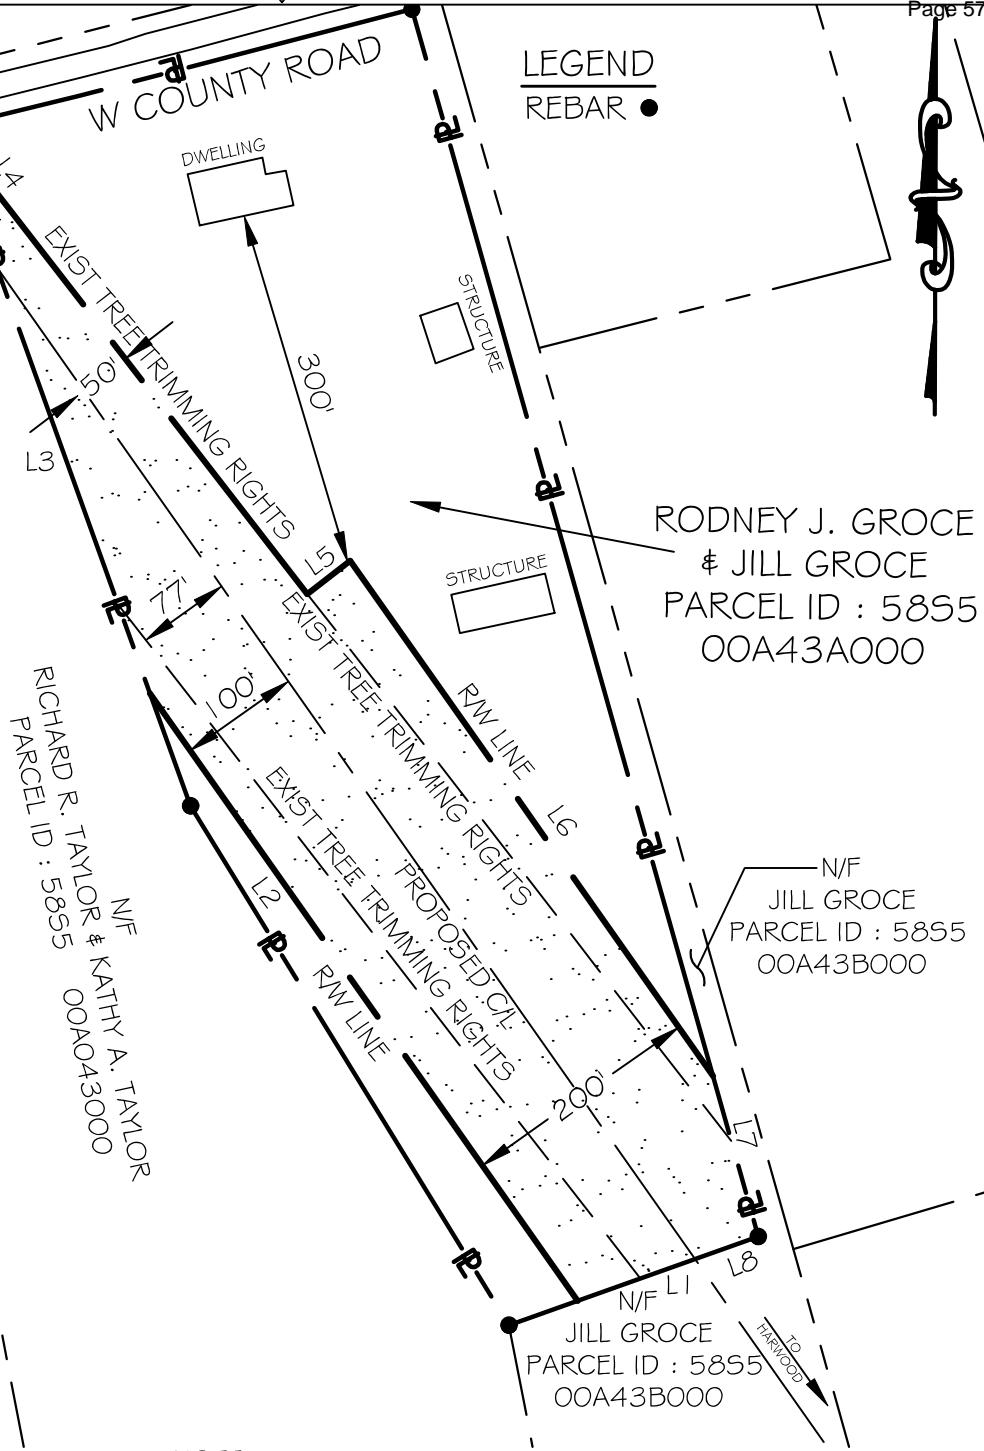 Page 57
W COUNTY ROAD
LEGEND
REBAR
DWELLING
L4
EXIST TREE TRIMMING RIGHTS
STRUCTURE
50'
300'
L3
L5
RODNEY J. GROCE
& JILL GROCE
PARCEL ID : 58S5
00A43A000
STRUCTURE
77'
EXIST TREE TRIMMING RIGHTS
100'
R/W LINE
L6
N/F
RICHARD R. TAYLOR & KATHY A. TAYLOR
PARCEL ID : 58S5 00A043000
EXIST TREE TRIMMING RIGHTS
PROPOSED C/L
L2
R/W LINE
N/F
JILL GROCE
PARCEL ID : 58S5
00A43B000
200'
L7
L8
L1
N/F
JILL GROCE
PARCEL ID : 58S5
00A43B000
TO
HARWOOD